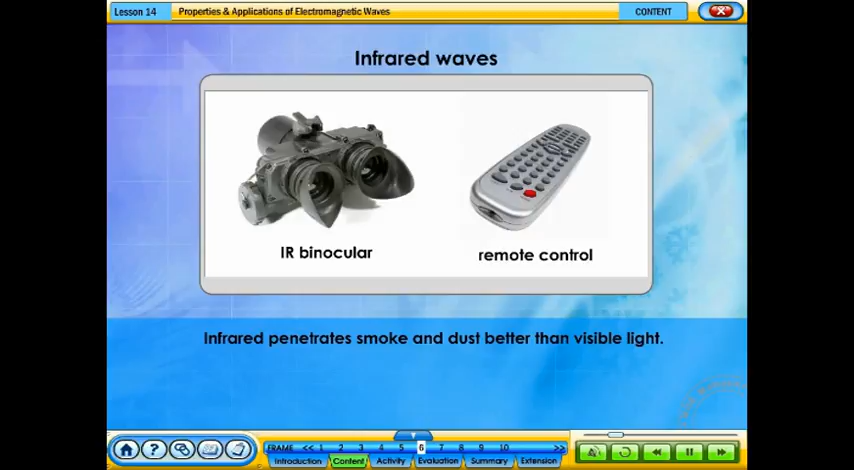 Lesson 14 Properties & Applications of Electromagnetic Waves CONTENT
Infrared waves
IR binocular remote control
Infrared penetrates smoke and dust better than visible light.
FRAME << 1 2 3 4 5 6 7 8 9 10 >>
Introduction Content Activity Evaluation Summary Extension